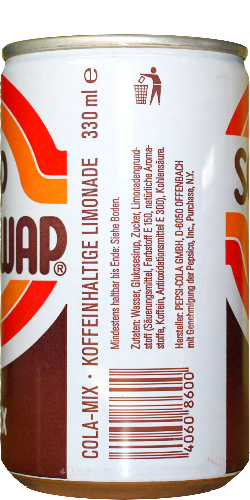 WAP®
COLA-MIX · KOFFEINHALTIGE LIMONADE 330 ml e
Mindestens haltbar bis Ende: Siehe Boden.
Zutaten: Wasser, Glukosesirup, Zucker, Limonadengrund-
stoff (Säuerungsmittel, Farbstoff E 150, natürliche Aroma-
stoffe, Koffein, Antioxidationsmittel E 300), Kohlensäure.
Hersteller: PEPSI-COLA GMBH, D-6050 OFFENBACH
mit Genehmigung der Pepsico, Inc., Purchase, N.Y.
4060 8600
X
S